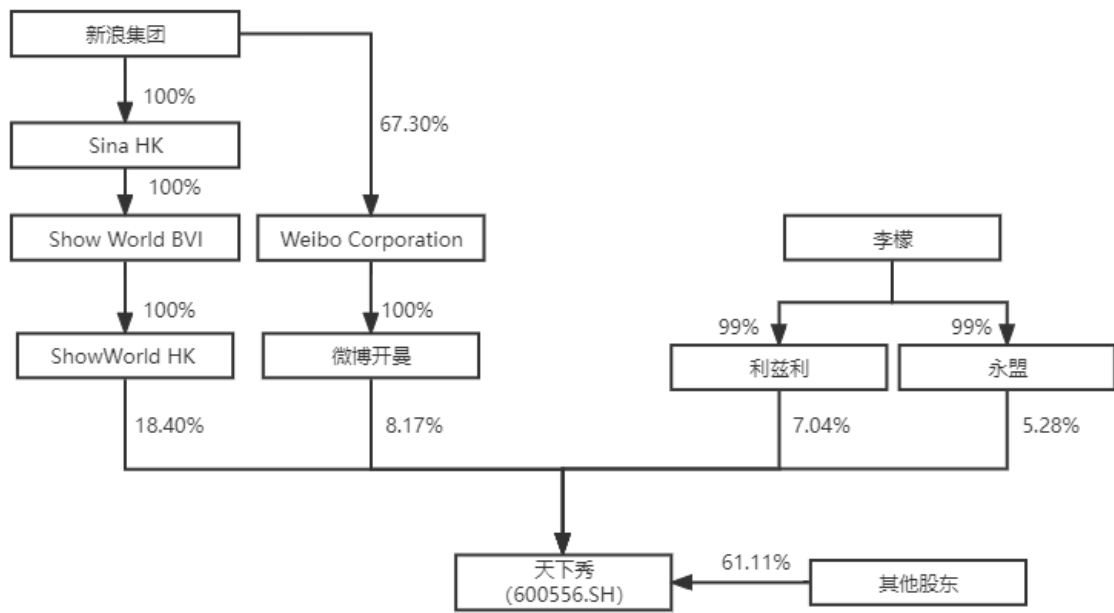 新浪集团
100%
67.30%
Sina HK
100%
Show World BVI
Weibo Corporation
李檬
100%
100%
99%
99%
ShowWorld HK
微博开曼
利兹利
永盟
18.40%
8.17%
7.04%
5.28%
天下秀
(600556.SH)
61.11%
其他股东